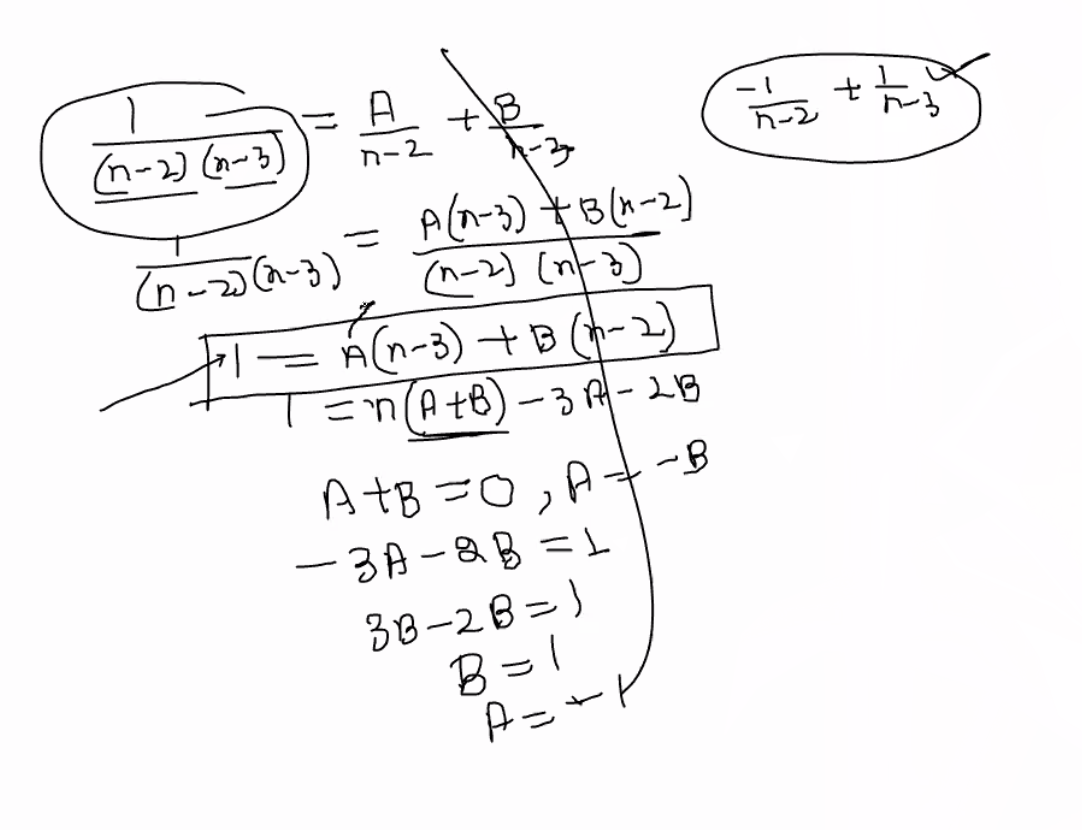 1/((n-2)(n-3)) = A/(n-2) + B/(n-3)
-1/(n-2) + 1/(n-3)
1/((n-2)(n-3)) = (A(n-3) + B(n-2))/((n-2)(n-3))
1 = A(n-3) + B(n-2)
1 = n(A+B) - 3A - 2B
A+B = 0, A = -B
-3A - 2B = 1
3B - 2B = 1
B = 1
A = -1